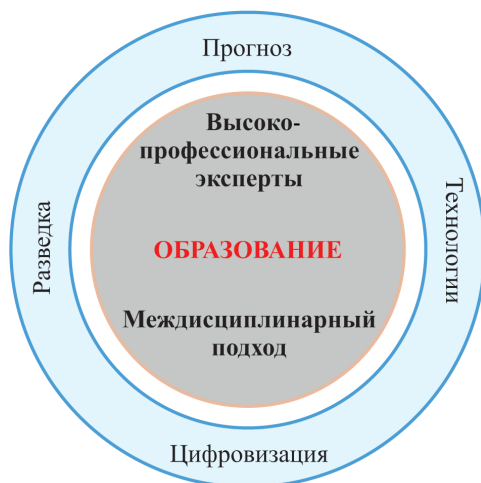 Прогноз
Высоко-
профессиональные
эксперты
Разведка
ОБРАЗОВАНИЕ
Технологии
Междисциплинарный
подход
Цифровизация